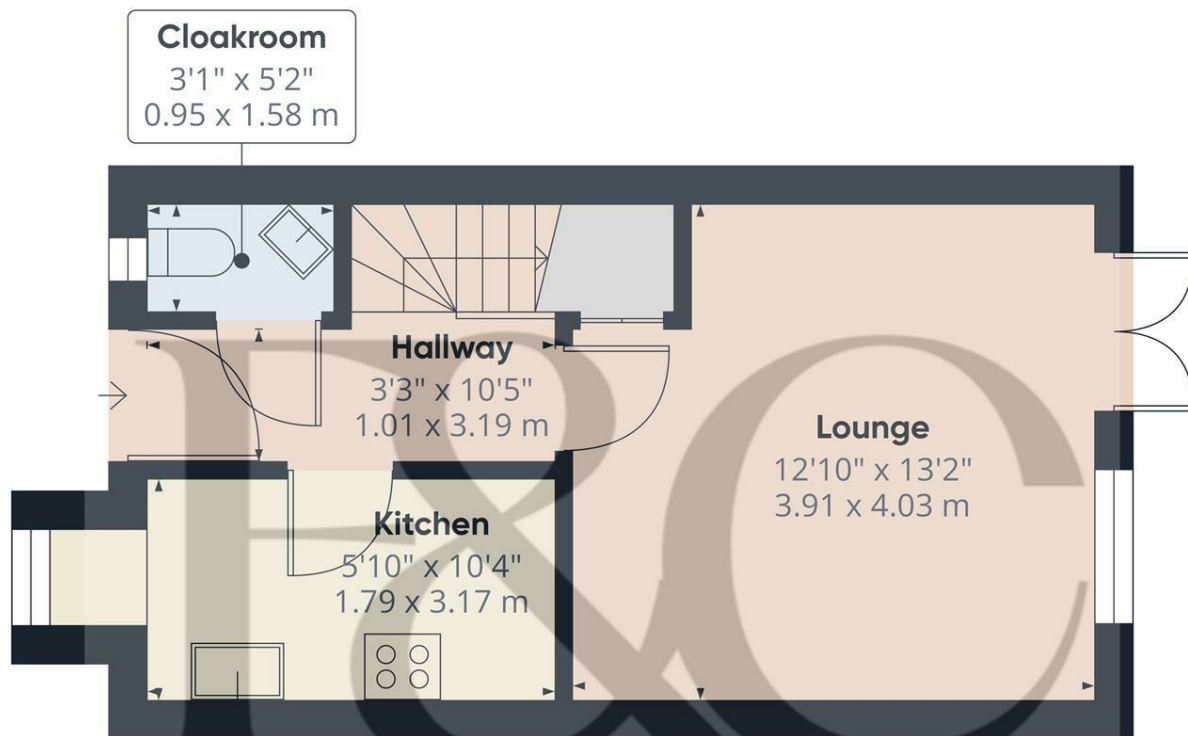 Cloakroom
3'1" x 5'2"
0.95 x 1.58 m
Hallway
3'3" x 10'5"
1.01 x 3.19 m
Lounge
12'10" x 13'2"
3.91 x 4.03 m
Kitchen
5'10" x 10'4"
1.79 x 3.17 m
F&C